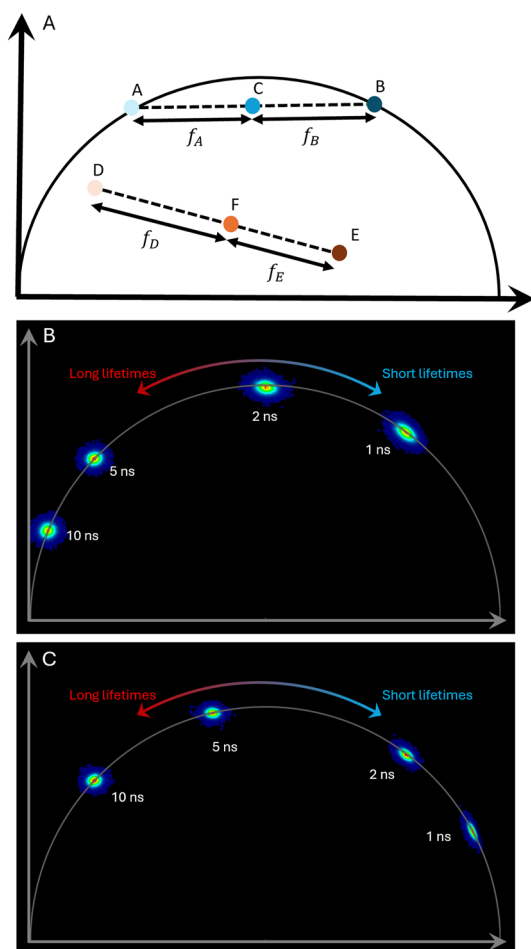 A
A
C
B
f_A
f_B
D
F
E
f_D
f_E
B
Long lifetimes
Short lifetimes
2 ns
1 ns
5 ns
10 ns
C
Long lifetimes
Short lifetimes
5 ns
2 ns
10 ns
1 ns